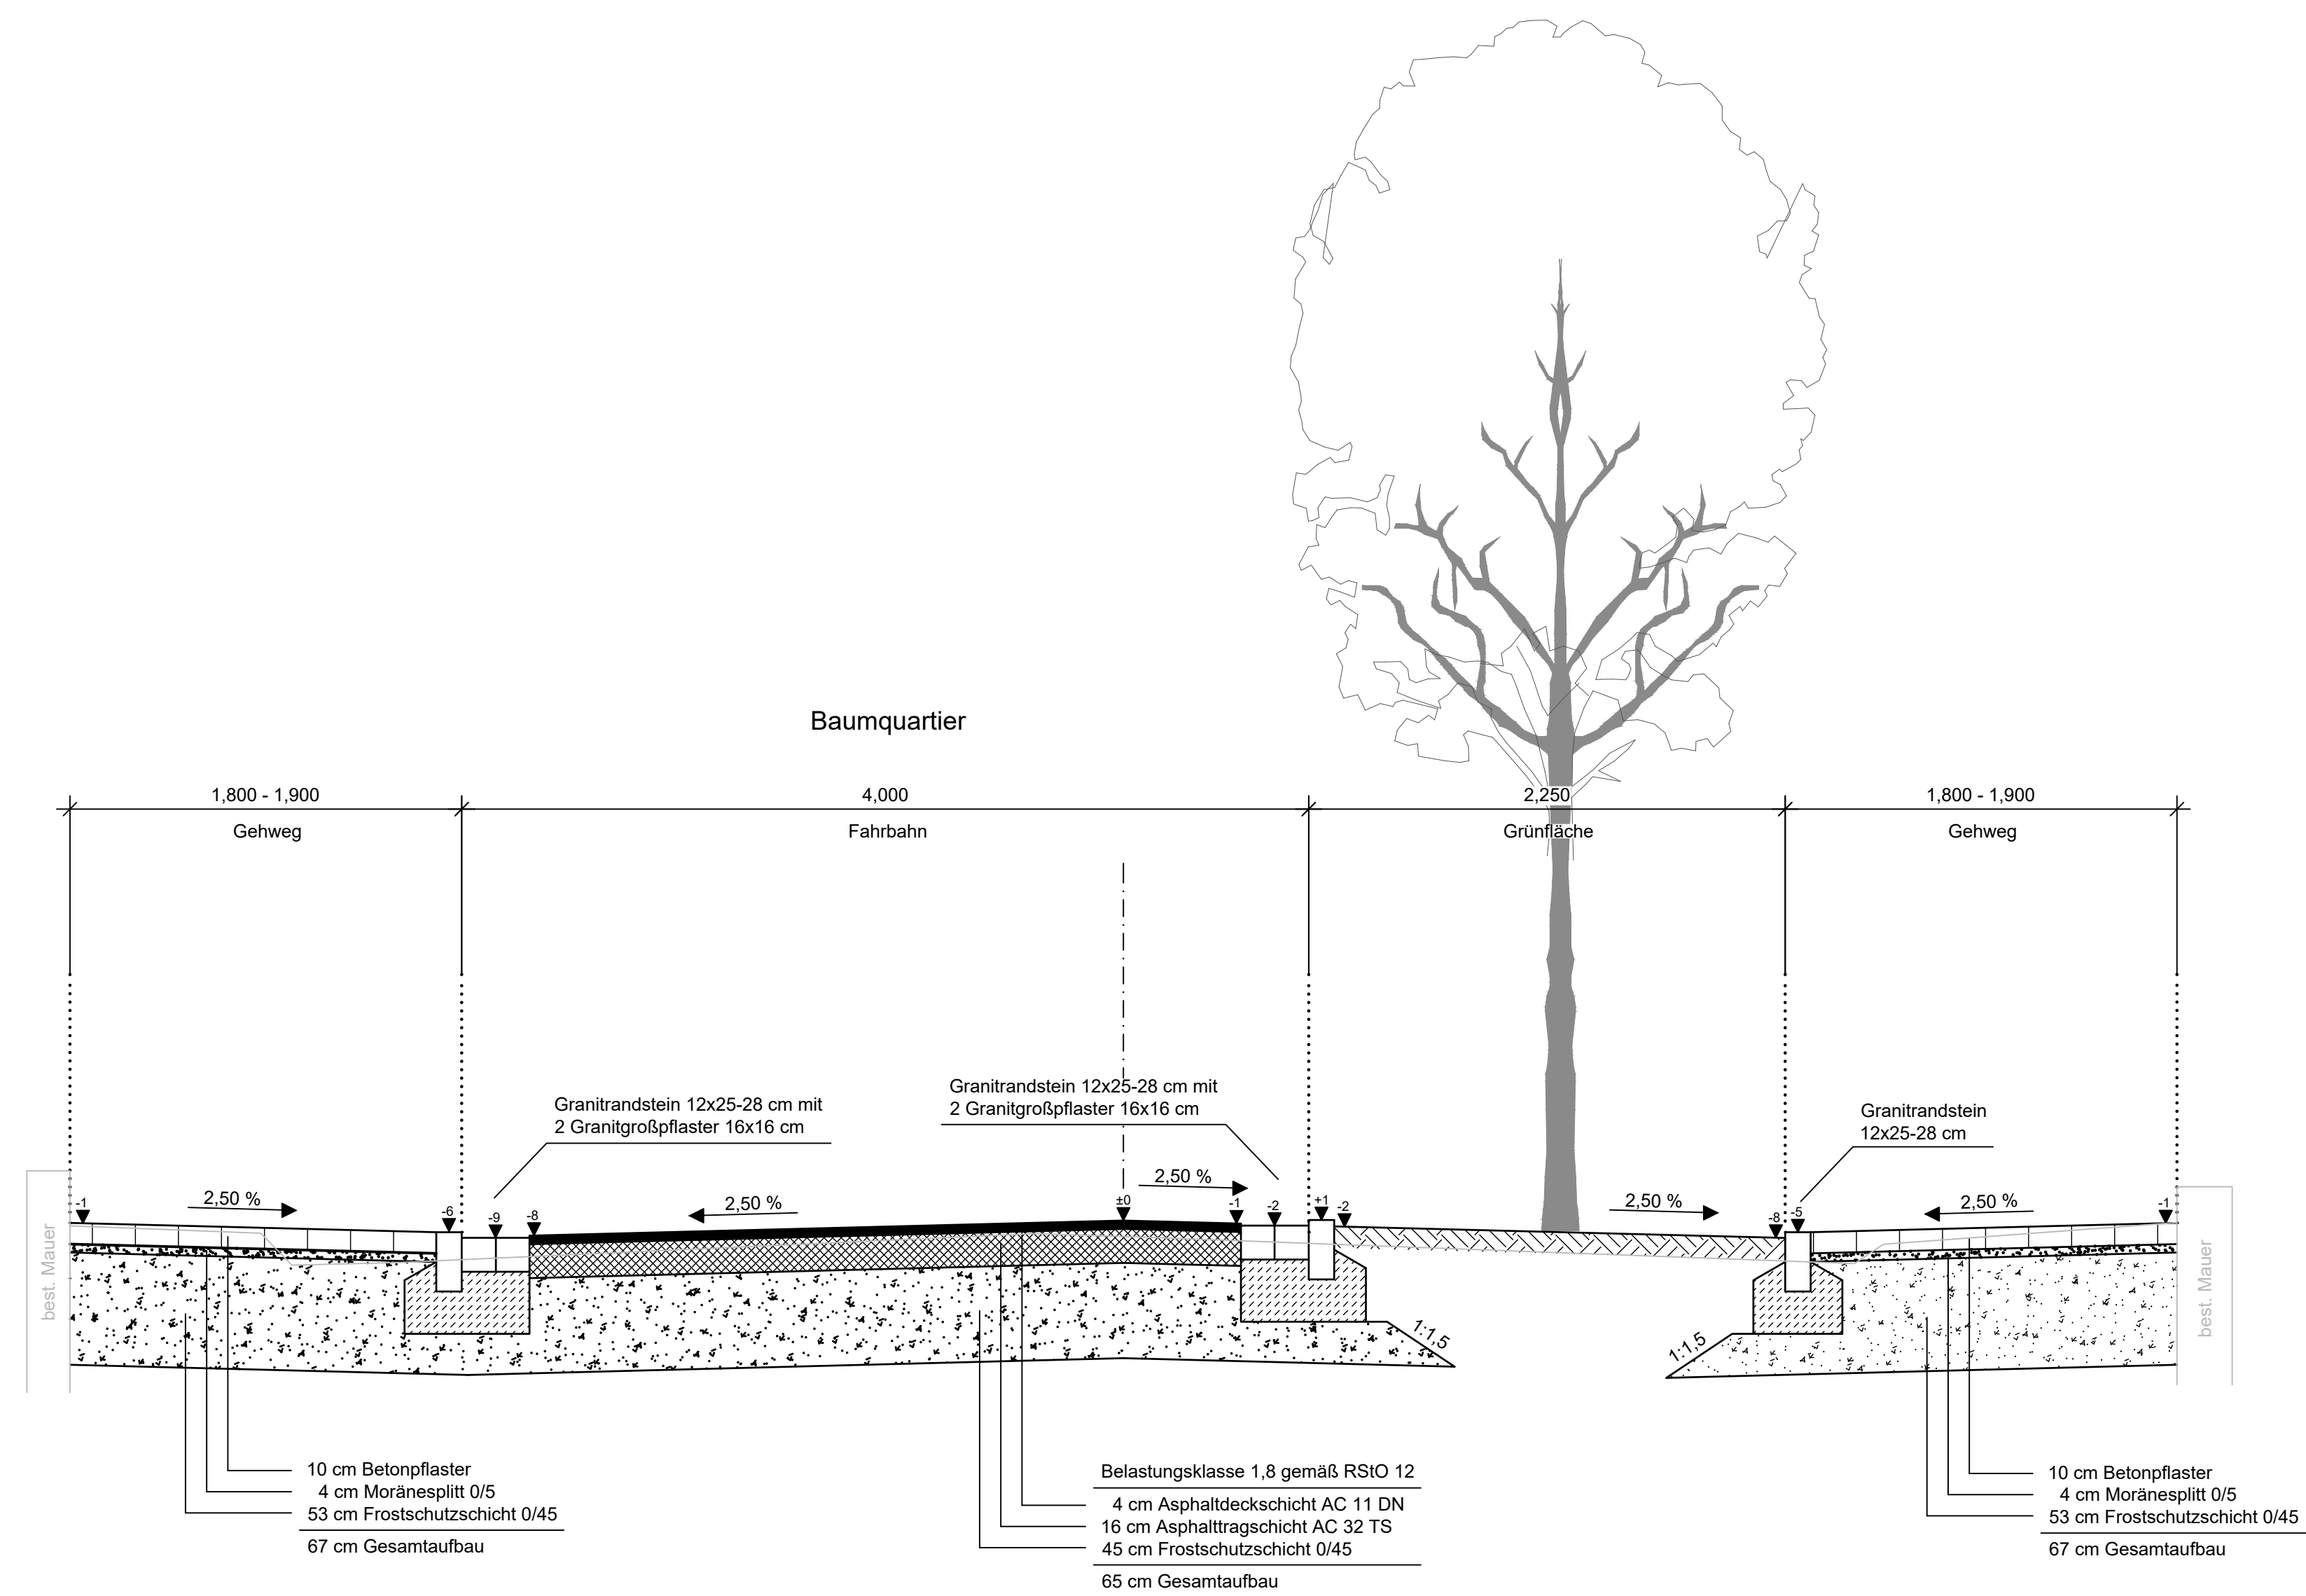 Baumquartier
1,800 - 1,900
4,000
2,250
1,800 - 1,900
Gehweg
Fahrbahn
Grünfläche
Gehweg
Granitrandstein 12x25-28 cm mit
2 Granitgroßpflaster 16x16 cm
Granitrandstein 12x25-28 cm mit
2 Granitgroßpflaster 16x16 cm
Granitrandstein
12x25-28 cm
best. Mauer
-1
2,50 %
-6
-9
-8
2,50 %
±0
2,50 %
-1
-2
+1
-2
2,50 %
-8
-5
2,50 %
-1
best. Mauer
1:1,5
1:1,5
10 cm Betonpflaster
4 cm Moränesplitt 0/5
53 cm Frostschutzschicht 0/45
67 cm Gesamtaufbau
Belastungsklasse 1,8 gemäß RStO 12
4 cm Asphaltdeckschicht AC 11 DN
16 cm Asphalttragschicht AC 32 TS
45 cm Frostschutzschicht 0/45
65 cm Gesamtaufbau
10 cm Betonpflaster
4 cm Moränesplitt 0/5
53 cm Frostschutzschicht 0/45
67 cm Gesamtaufbau